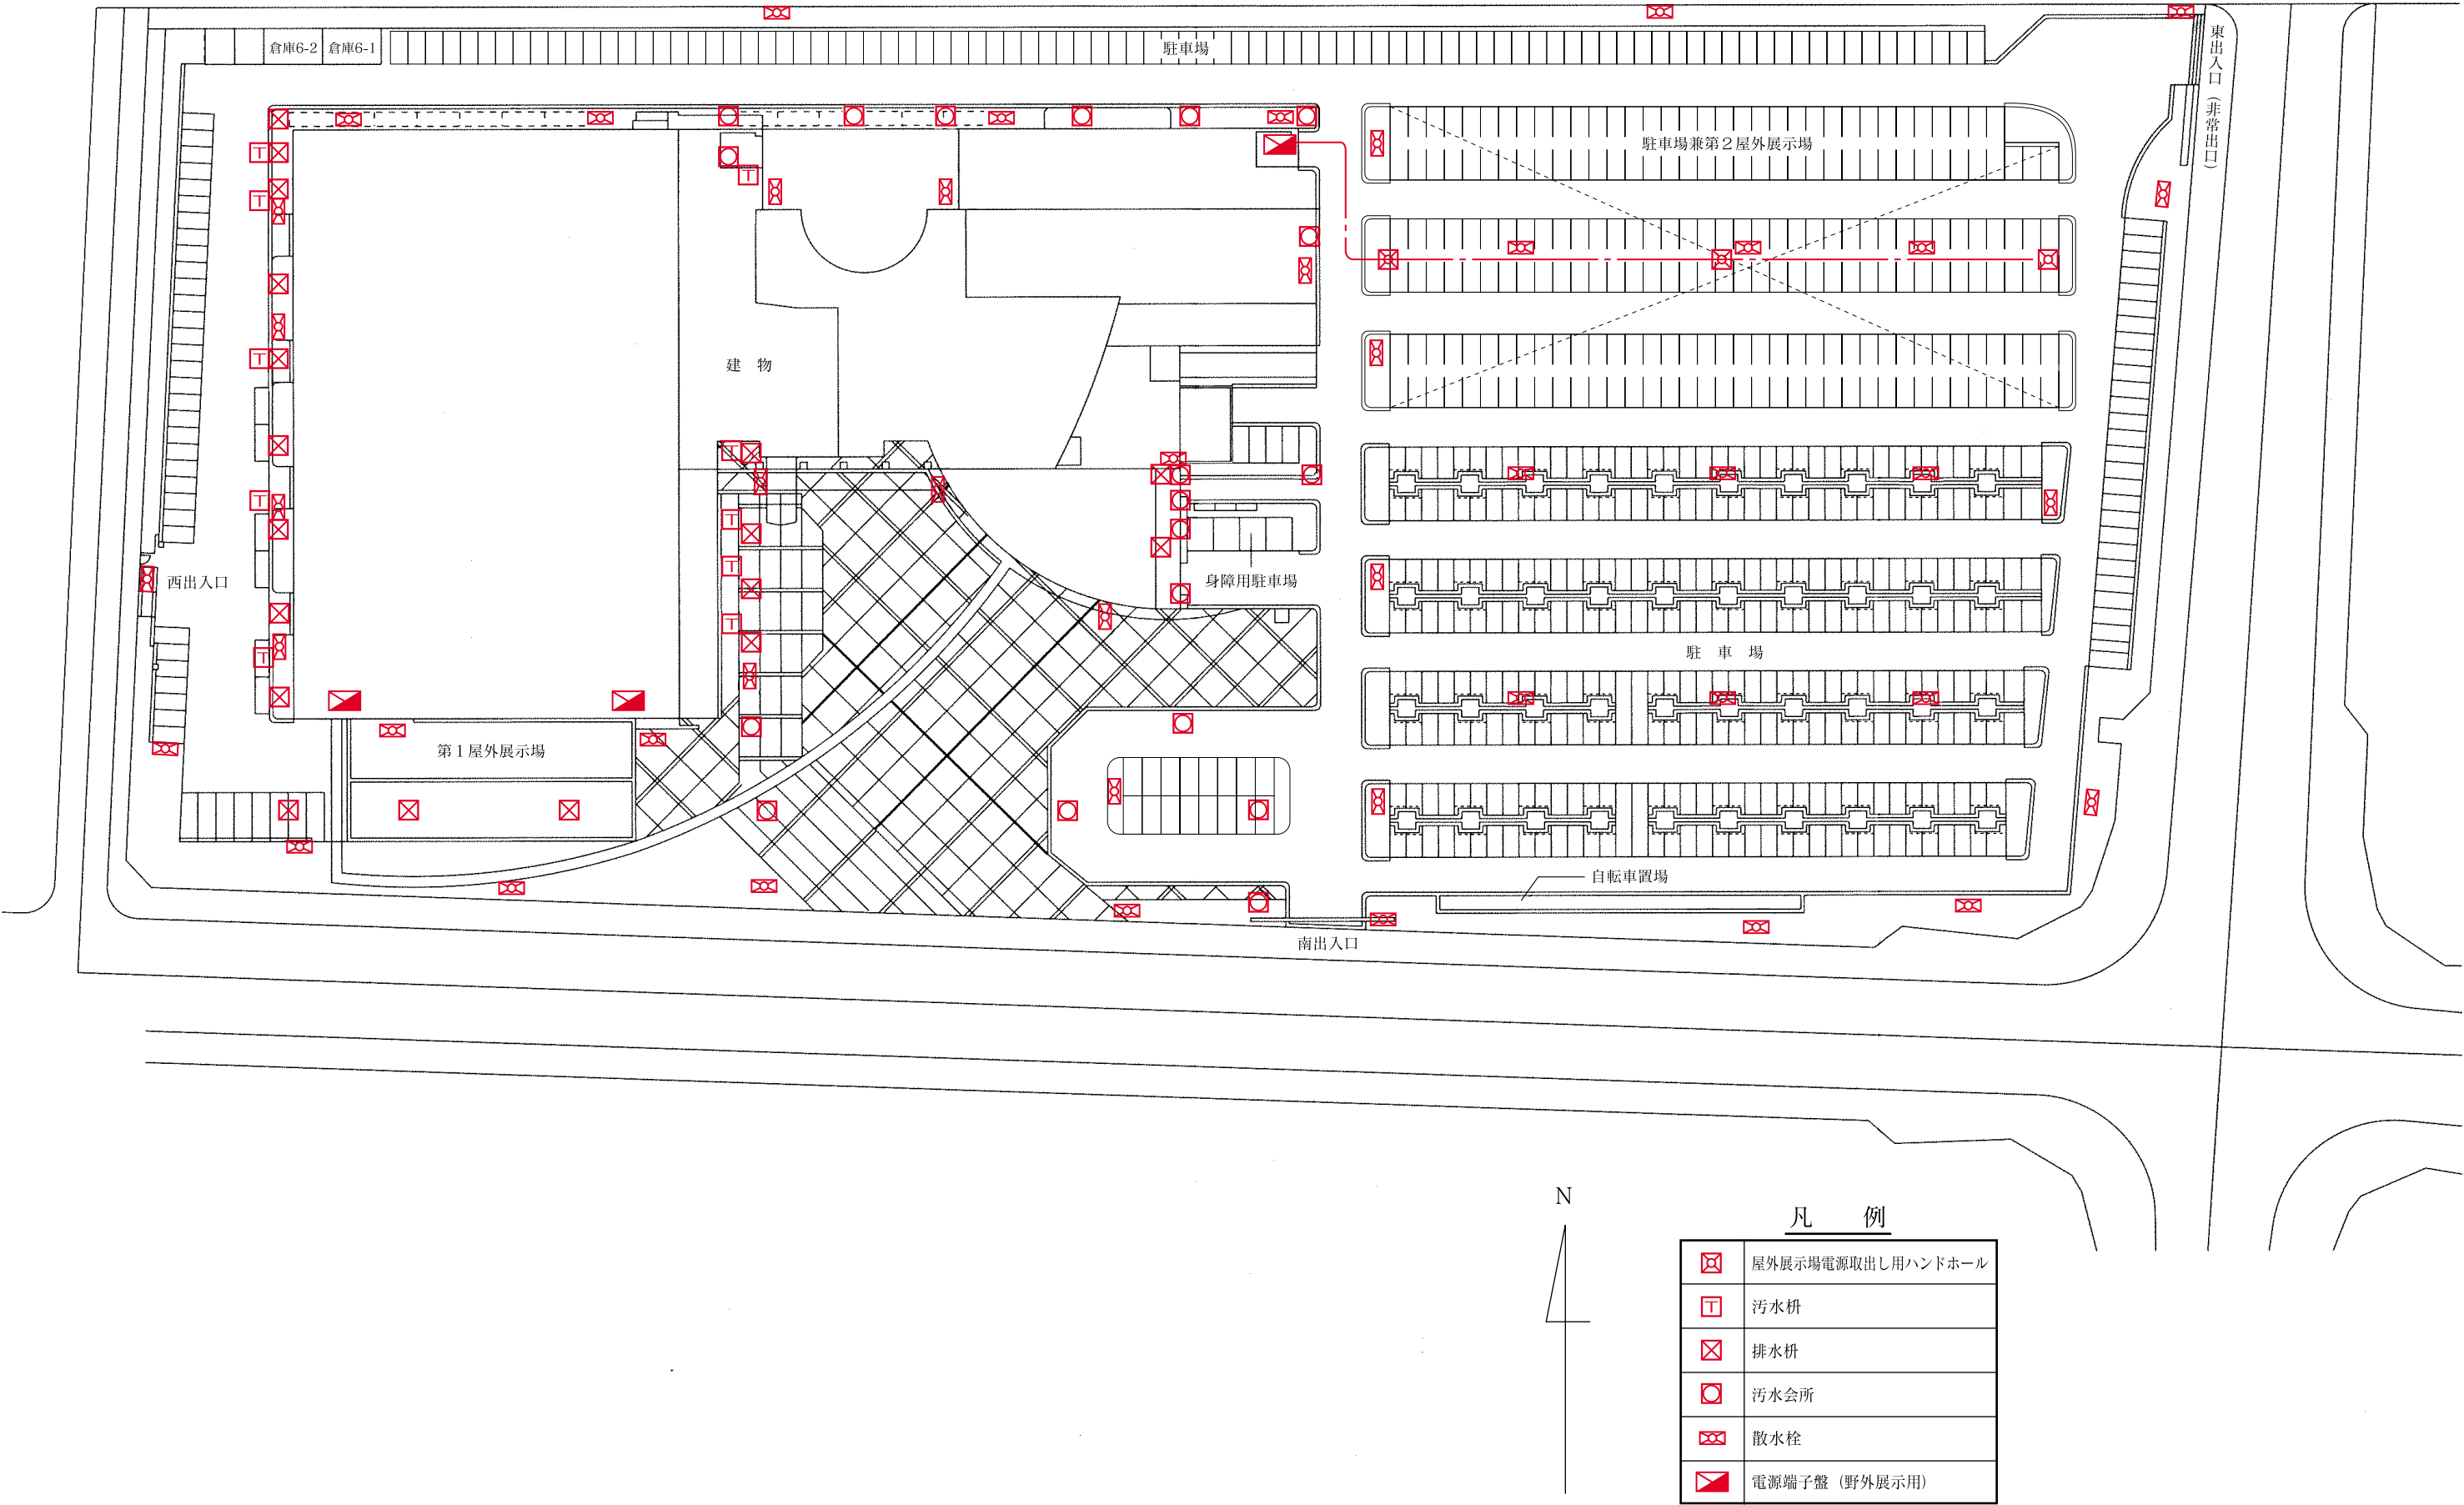 倉庫6-2
倉庫6-1
駐車場
東出入口（非常出口）
駐車場兼第2屋外展示場
建 物
身障用駐車場
西出入口
駐 車 場
第1屋外展示場
自転車置場
南出入口
N
凡 例
屋外展示場電源取出し用ハンドホール
汚水枡
排水枡
汚水会所
散水栓
電源端子盤（野外展示用）